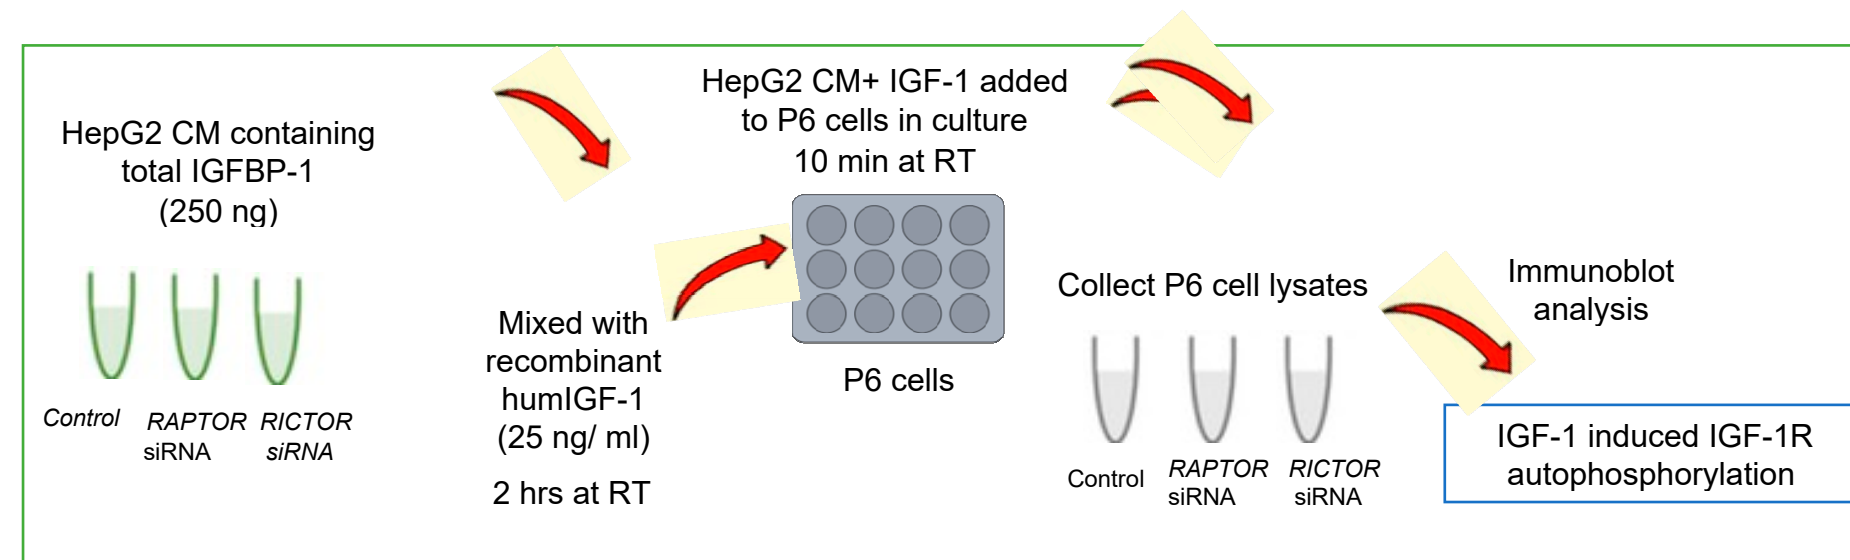 HepG2 CM containing
total IGFBP-1
(250 ng)
Control
RAPTOR
siRNA
RICTOR
siRNA
Mixed with
recombinant
humIGF-1
(25 ng/ ml)
2 hrs at RT
HepG2 CM+ IGF-1 added
to P6 cells in culture
10 min at RT
P6 cells
Collect P6 cell lysates
Control
RAPTOR
siRNA
RICTOR
siRNA
Immunoblot
analysis
IGF-1 induced IGF-1R
autophosphorylation